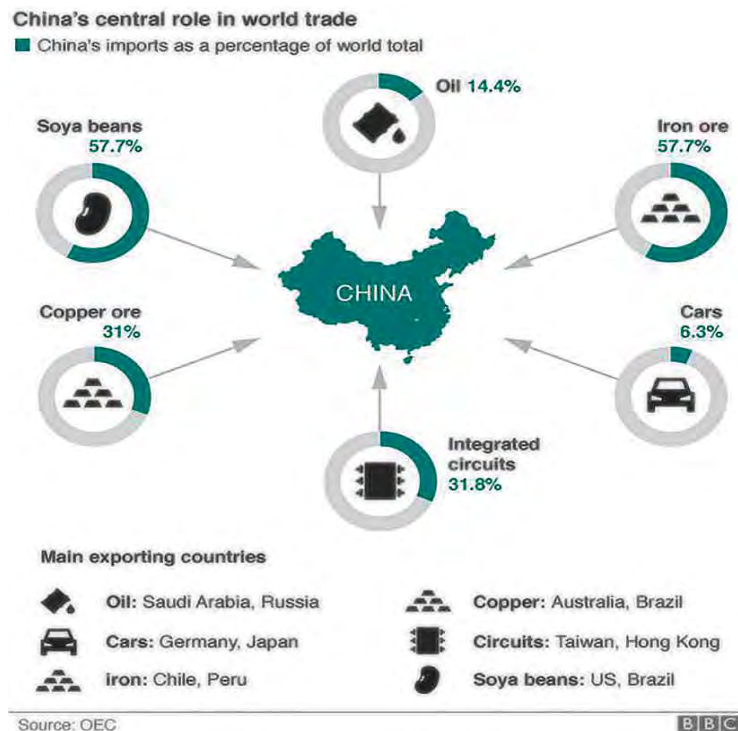 China's central role in world trade
China's imports as a percentage of world total
Oil 14.4%
Soya beans
57.7%
Iron ore
57.7%
CHINA
Copper ore
31%
Cars
6.3%
Integrated
circuits
31.8%
Main exporting countries
Oil: Saudi Arabia, Russia
Copper: Australia, Brazil
Cars: Germany, Japan
Circuits: Taiwan, Hong Kong
iron: Chile, Peru
Soya beans: US, Brazil
Source: OEC
BBC